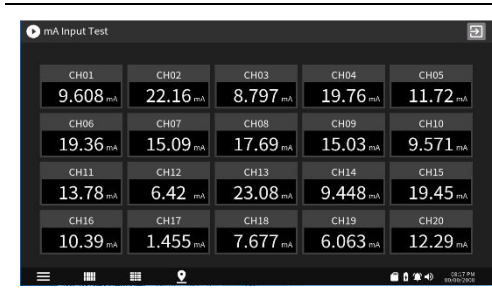 mA Input Test
CH01 CH02 CH03 CH04 CH05
9.608 mA 22.16 mA 8.797 mA 19.76 mA 11.72 mA
CH06 CH07 CH08 CH09 CH10
19.36 mA 15.09 mA 17.69 mA 15.03 mA 9.571 mA
CH11 CH12 CH13 CH14 CH15
13.78 mA 6.42 mA 23.08 mA 9.448 mA 19.45 mA
CH16 CH17 CH18 CH19 CH20
10.39 mA 1.455 mA 7.677 mA 6.063 mA 12.29 mA
08:17 PM